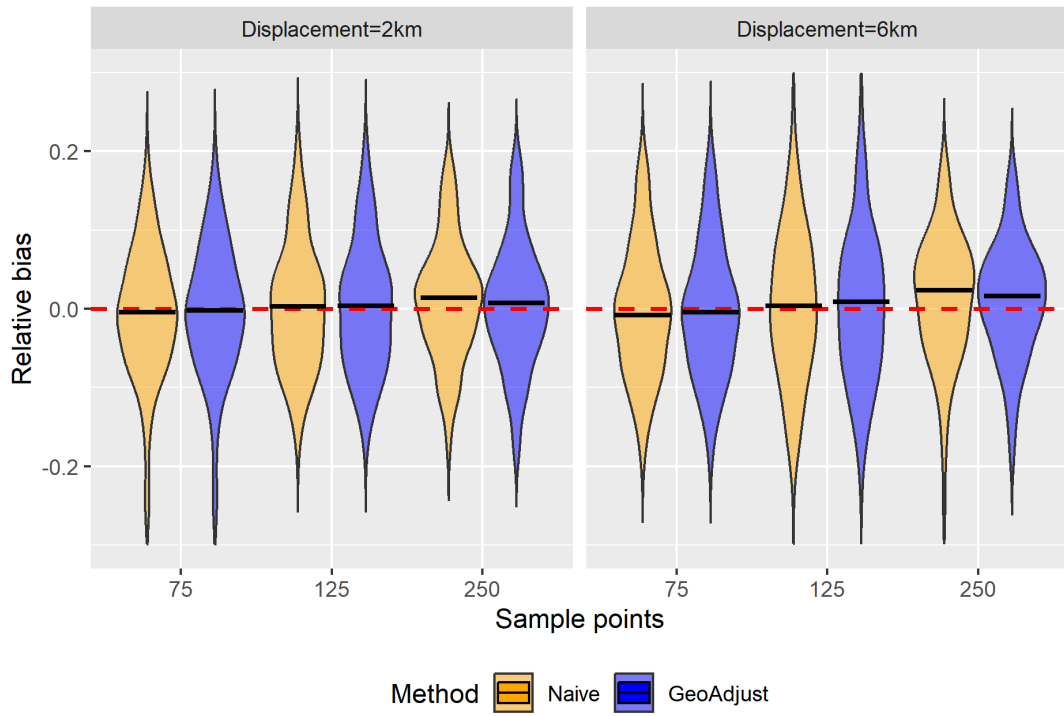 Displacement=2km
Displacement=6km
Relative bias
0.2
0.0
-0.2
75
125
250
75
125
250
Sample points
Method
Naive
GeoAdjust